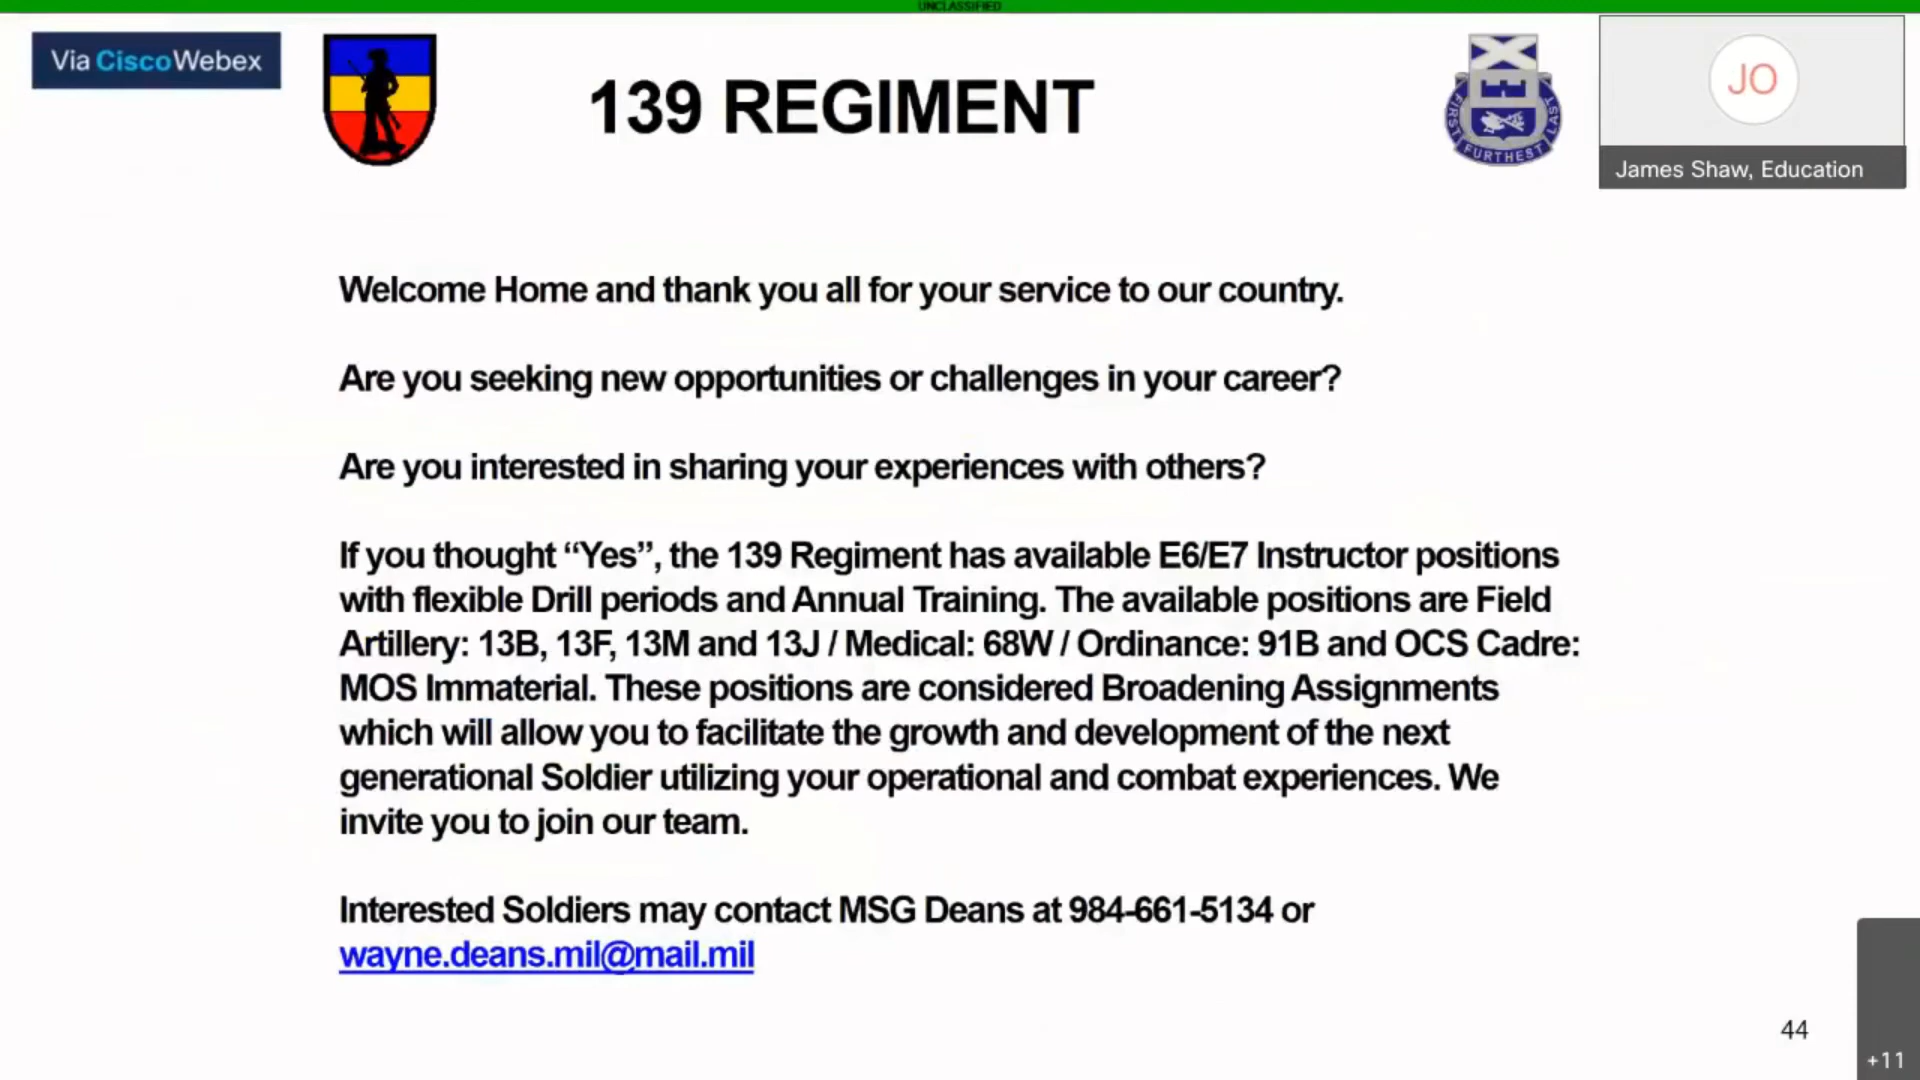 UNCLASSIFIED
Via CiscoWebex
139 REGIMENT
FIRST
FURTHEST
LAST
JO
James Shaw, Education
Welcome Home and thank you all for your service to our country.
Are you seeking new opportunities or challenges in your career?
Are you interested in sharing your experiences with others?
If you thought “Yes”, the 139 Regiment has available E6/E7 Instructor positions
with flexible Drill periods and Annual Training. The available positions are Field
Artillery: 13B, 13F, 13M and 13J / Medical: 68W / Ordinance: 91B and OCS Cadre:
MOS Immaterial. These positions are considered Broadening Assignments
which will allow you to facilitate the growth and development of the next
generational Soldier utilizing your operational and combat experiences. We
invite you to join our team.
Interested Soldiers may contact MSG Deans at 984-661-5134 or
wayne.deans.mil@mail.mil
44
+11